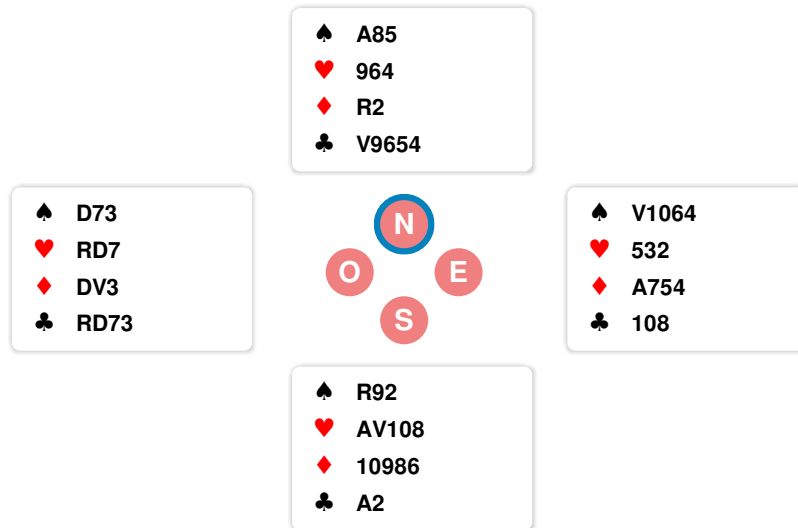 ♠ A85
♥ 964
♦ R2
♣ V9654
♠ D73
♥ RD7
♦ DV3
♣ RD73
N
O
E
S
♠ V1064
♥ 532
♦ A754
♣ 108
♠ R92
♥ AV108
♦ 10986
♣ A2